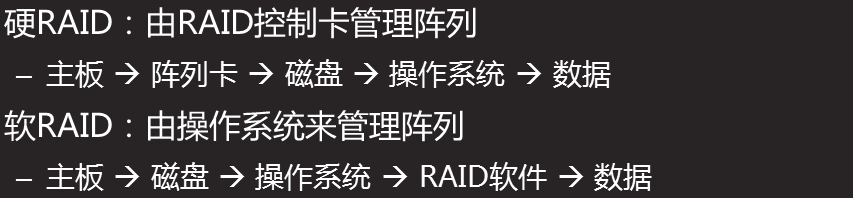 硬RAID：由RAID控制卡管理阵列
– 主板 → 阵列卡 → 磁盘 → 操作系统 → 数据
软RAID：由操作系统来管理阵列
– 主板 → 磁盘 → 操作系统 → RAID软件 → 数据